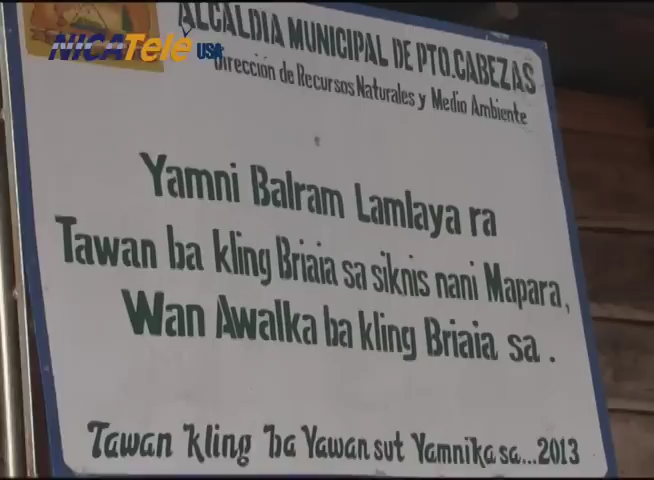 NICATele USA
ALCALDIA MUNICIPAL DE PTO.CABEZAS
Dirección de Recursos Naturales y Medio Ambiente
Yamni Balram Lamlaya ra
Tawan ba kling Briaia sa siknis nani Mapara,
Wan Awalka ba kling Briaia sa.
Tawan kling ba Yawan sut Yamnika sa...2013